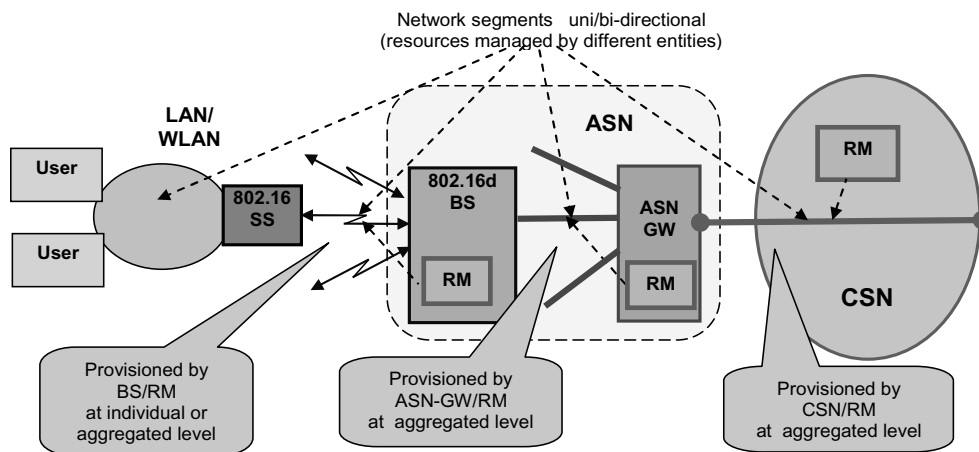 Network segments uni/bi-directional
(resources managed by different entities)
LAN/
WLAN
ASN
User
User
802.16
SS
802.16d
BS
RM
ASN
GW
RM
RM
CSN
Provisioned by
BS/RM
at individual or
aggregated level
Provisioned by
ASN-GW/RM
at aggregated level
Provisioned by
CSN/RM
at aggregated level